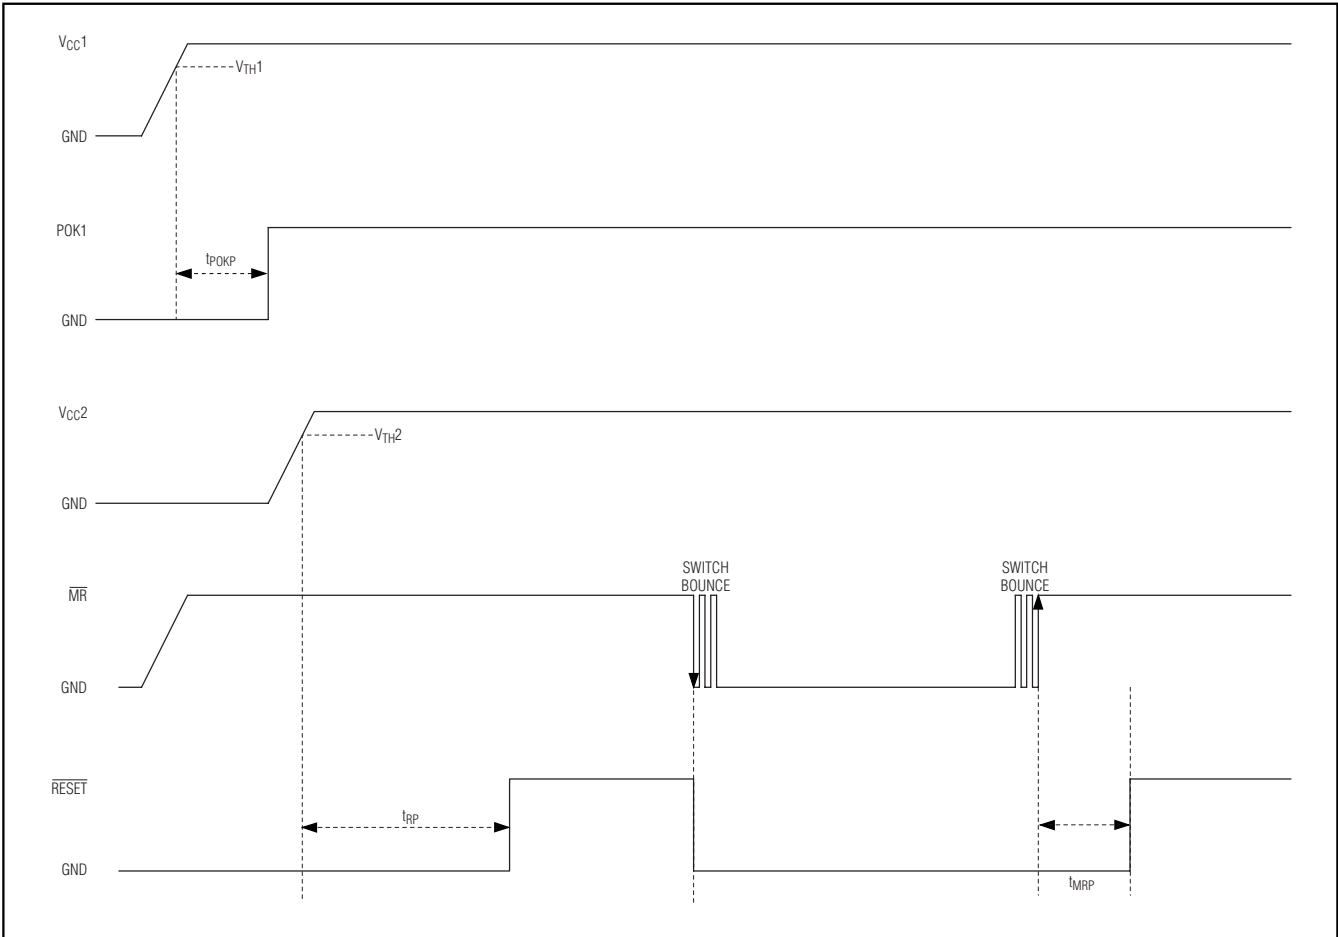 VCC1
VTH1
GND
POK1
tPOKP
GND
VCC2
VTH2
GND
SWITCH
BOUNCE
SWITCH
BOUNCE
MR
GND
RESET
tRP
GND
tMRP